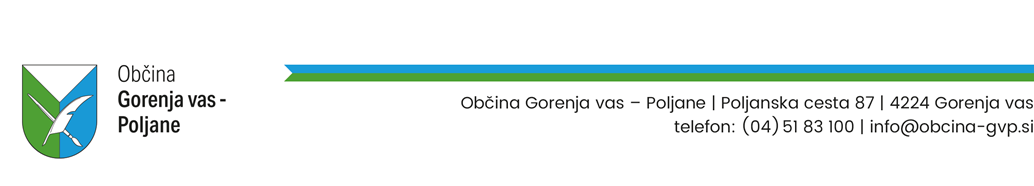 Občina
Gorenja vas -
Poljane
Občina Gorenja vas – Poljane | Poljanska cesta 87 | 4224 Gorenja vas
telefon: (04) 51 83 100 | info@obcina-gvp.si